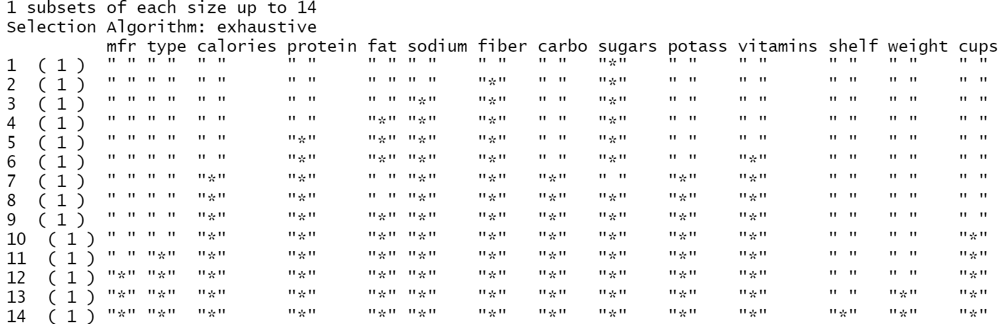 1 subsets of each size up to 14
Selection Algorithm: exhaustive
          mfr type calories protein fat sodium fiber carbo sugars potass vitamins shelf weight cups
1  ( 1 )  " " " "  " "      " "     " " " "    " "   " "   "*"    " "    " "      " "   " "    " "
2  ( 1 )  " " " "  " "      " "     " " " "    "*"   " "   "*"    " "    " "      " "   " "    " "
3  ( 1 )  " " " "  " "      " "     " " "*"    "*"   " "   "*"    " "    " "      " "   " "    " "
4  ( 1 )  " " " "  " "      " "     "*" "*"    "*"   " "   "*"    " "    " "      " "   " "    " "
5  ( 1 )  " " " "  " "      "*"     "*" "*"    "*"   " "   "*"    " "    " "      " "   " "    " "
6  ( 1 )  " " " "  " "      "*"     "*" "*"    "*"   " "   "*"    " "    "*"      " "   " "    " "
7  ( 1 )  " " " "  "*"      "*"     " " "*"    "*"   "*"   " "    "*"    "*"      " "   " "    " "
8  ( 1 )  " " " "  "*"      "*"     " " "*"    "*"   "*"   "*"    "*"    "*"      " "   " "    " "
9  ( 1 )  " " " "  "*"      "*"     "*" "*"    "*"   "*"   "*"    "*"    "*"      " "   " "    " "
10  ( 1 ) " " " "  "*"      "*"     "*" "*"    "*"   "*"   "*"    "*"    "*"      " "   " "    "*"
11  ( 1 ) " " "*"  "*"      "*"     "*" "*"    "*"   "*"   "*"    "*"    "*"      " "   " "    "*"
12  ( 1 ) "*" "*"  "*"      "*"     "*" "*"    "*"   "*"   "*"    "*"    "*"      " "   " "    "*"
13  ( 1 ) "*" "*"  "*"      "*"     "*" "*"    "*"   "*"   "*"    "*"    "*"      " "   "*"    "*"
14  ( 1 ) "*" "*"  "*"      "*"     "*" "*"    "*"   "*"   "*"    "*"    "*"      "*"   "*"    "*"